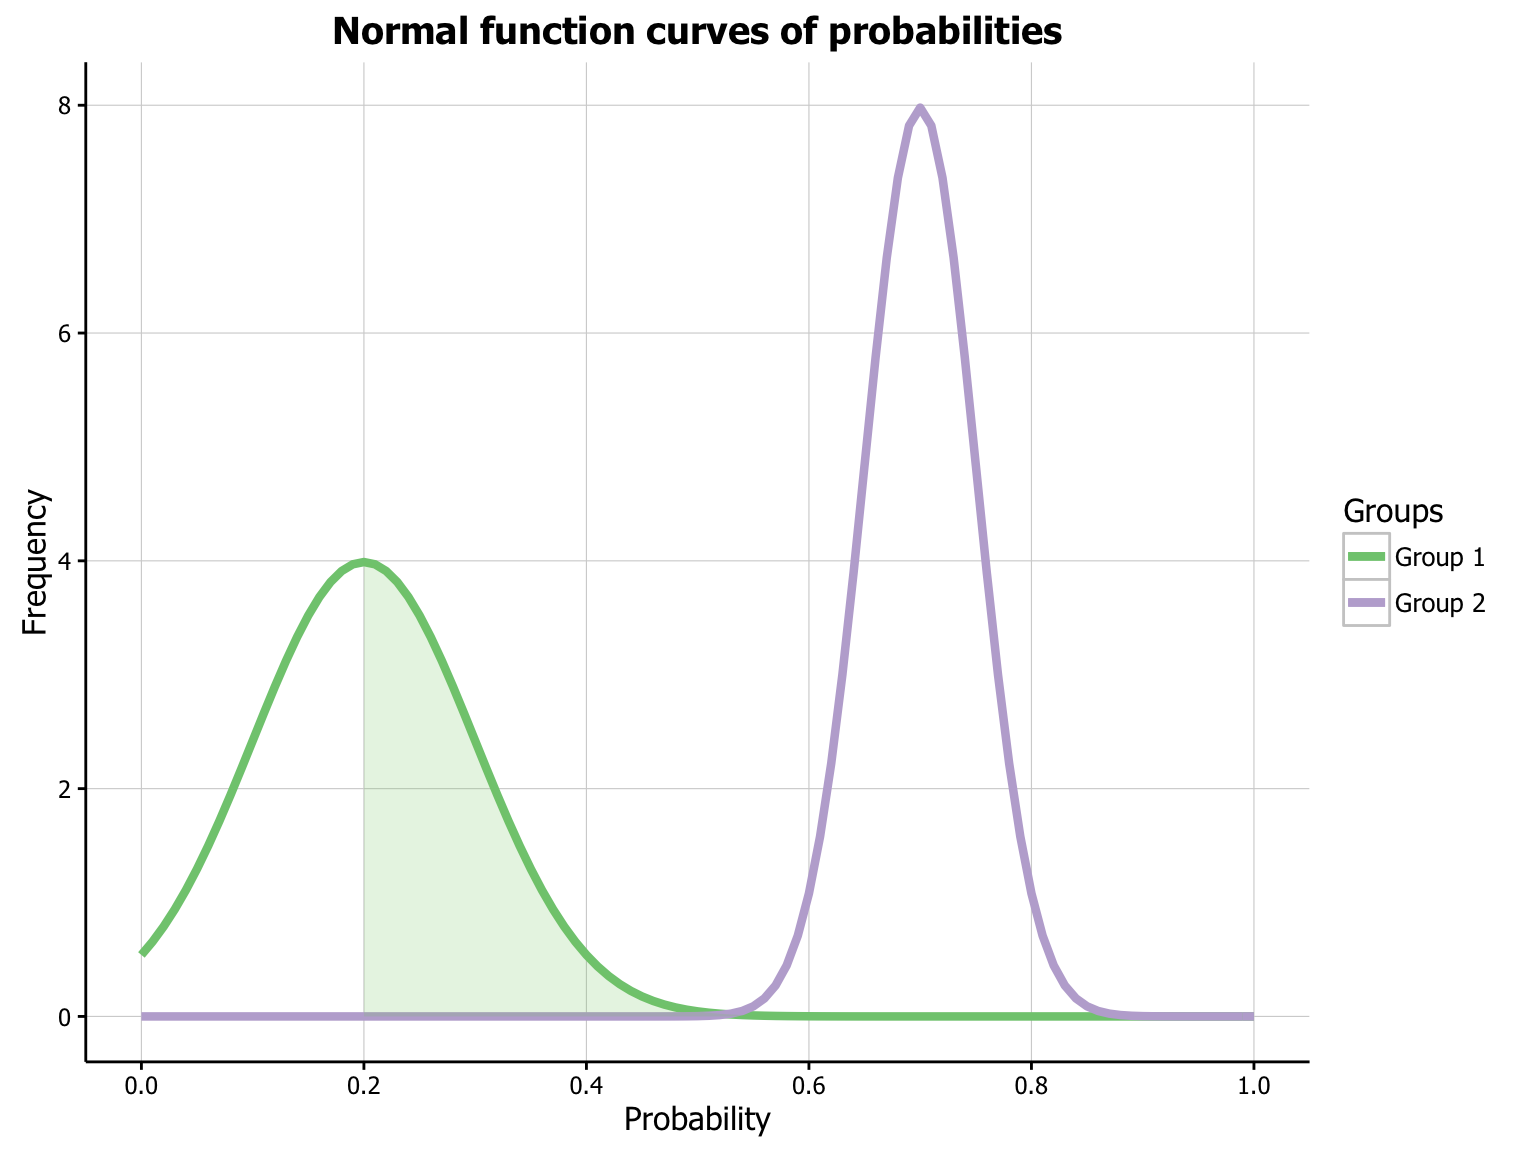 Normal function curves of probabilities
8
6
4
2
0
Frequency
0.0 0.2 0.4 0.6 0.8 1.0
Probability
Groups
Group 1
Group 2